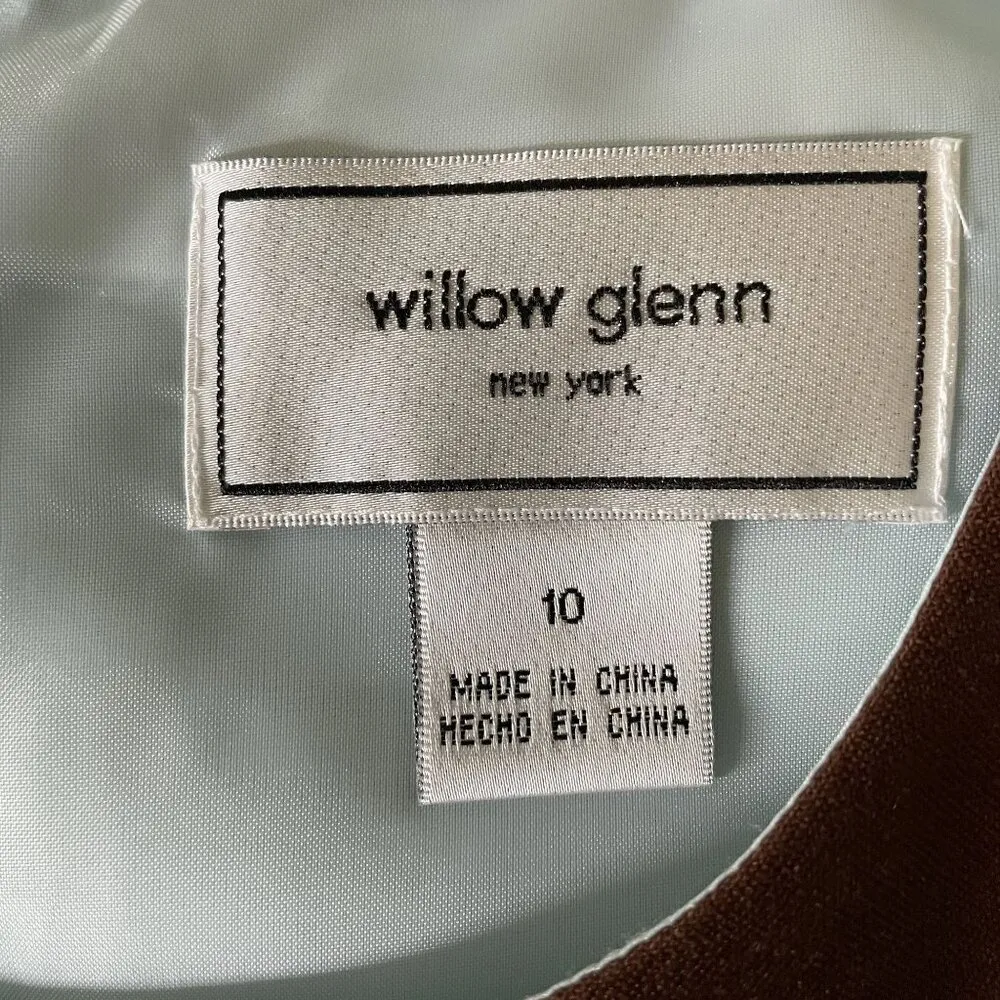 willow glenn
new york
10
MADE IN CHINA
HECHO EN CHINA